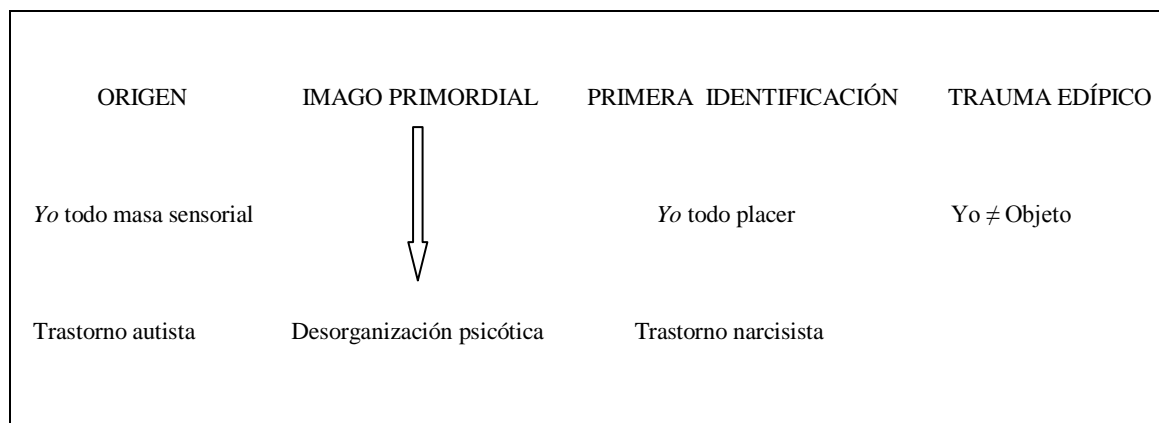 ORIGEN IMAGO PRIMORDIAL PRIMERA IDENTIFICACIÓN TRAUMA EDÍPICO
Yo todo masa sensorial Yo todo placer Yo ≠ Objeto
Trastorno autista Desorganización psicótica Trastorno narcisista